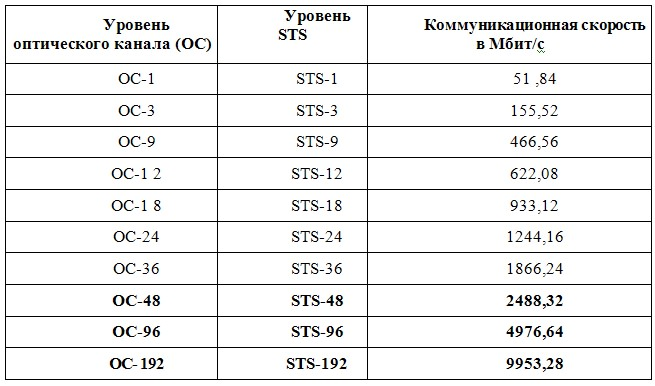 Уровень
оптического канала (ОС)
Уровень
STS
Коммуникационная скорость
в Мбит/с
ОС-1 STS-1 51 ,84
ОС-3 STS-3 155,52
ОС-9 STS-9 466,56
ОС-1 2 STS-12 622,08
ОС-1 8 STS-18 933,12
ОС-24 STS-24 1244,16
ОС-36 STS-36 1866,24
ОС-48 STS-48 2488,32
ОС-96 STS-96 4976,64
ОС-192 STS-192 9953,28